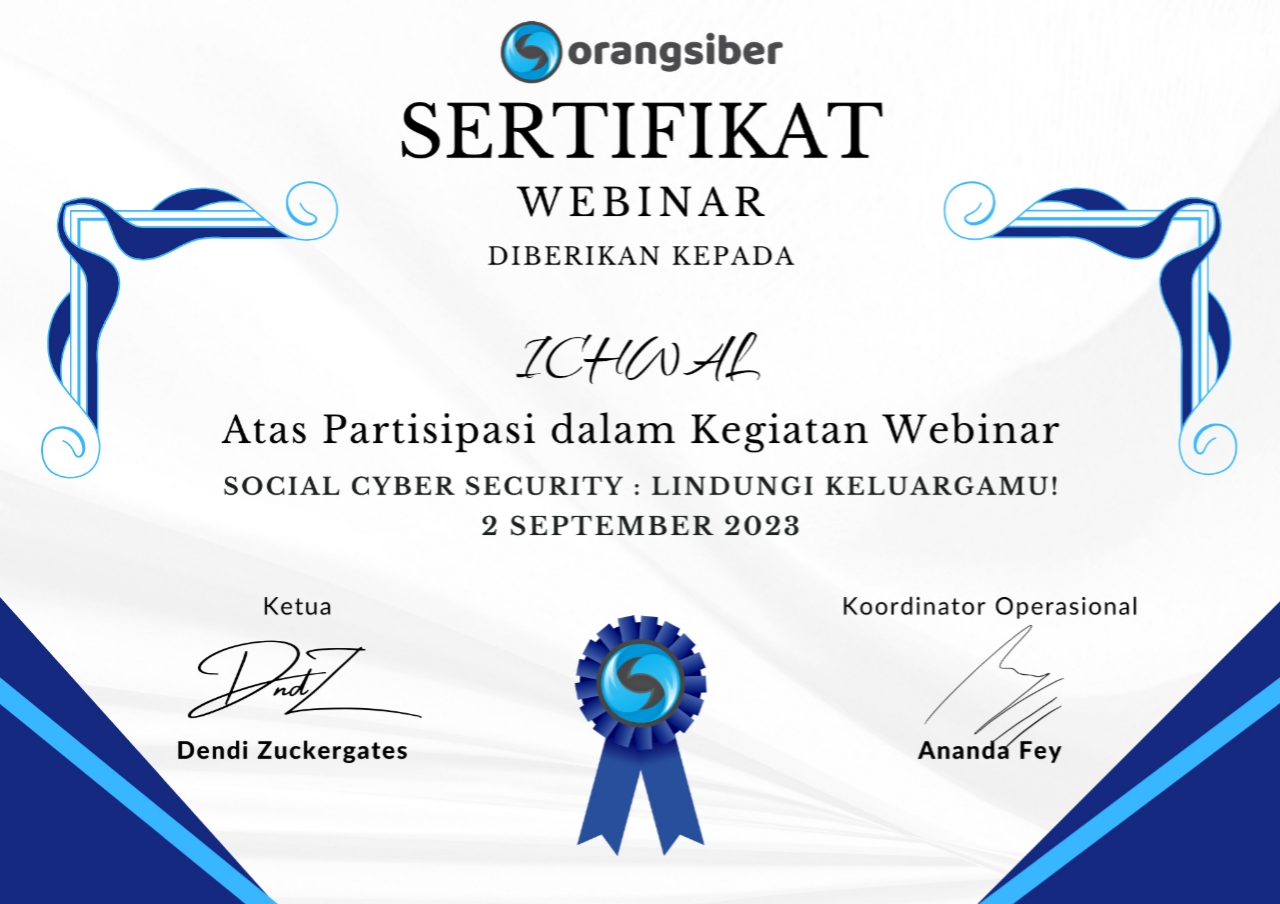 orangsiber
SERTIFIKAT
WEBINAR
DIBERIKAN KEPADA
ICHWAL
Atas Partisipasi dalam Kegiatan Webinar
SOCIAL CYBER SECURITY : LINDUNGI KELUARGAMU!
2 SEPTEMBER 2023
Ketua
DndZ
Dendi Zuckergates
Koordinator Operasional
Ananda Fey